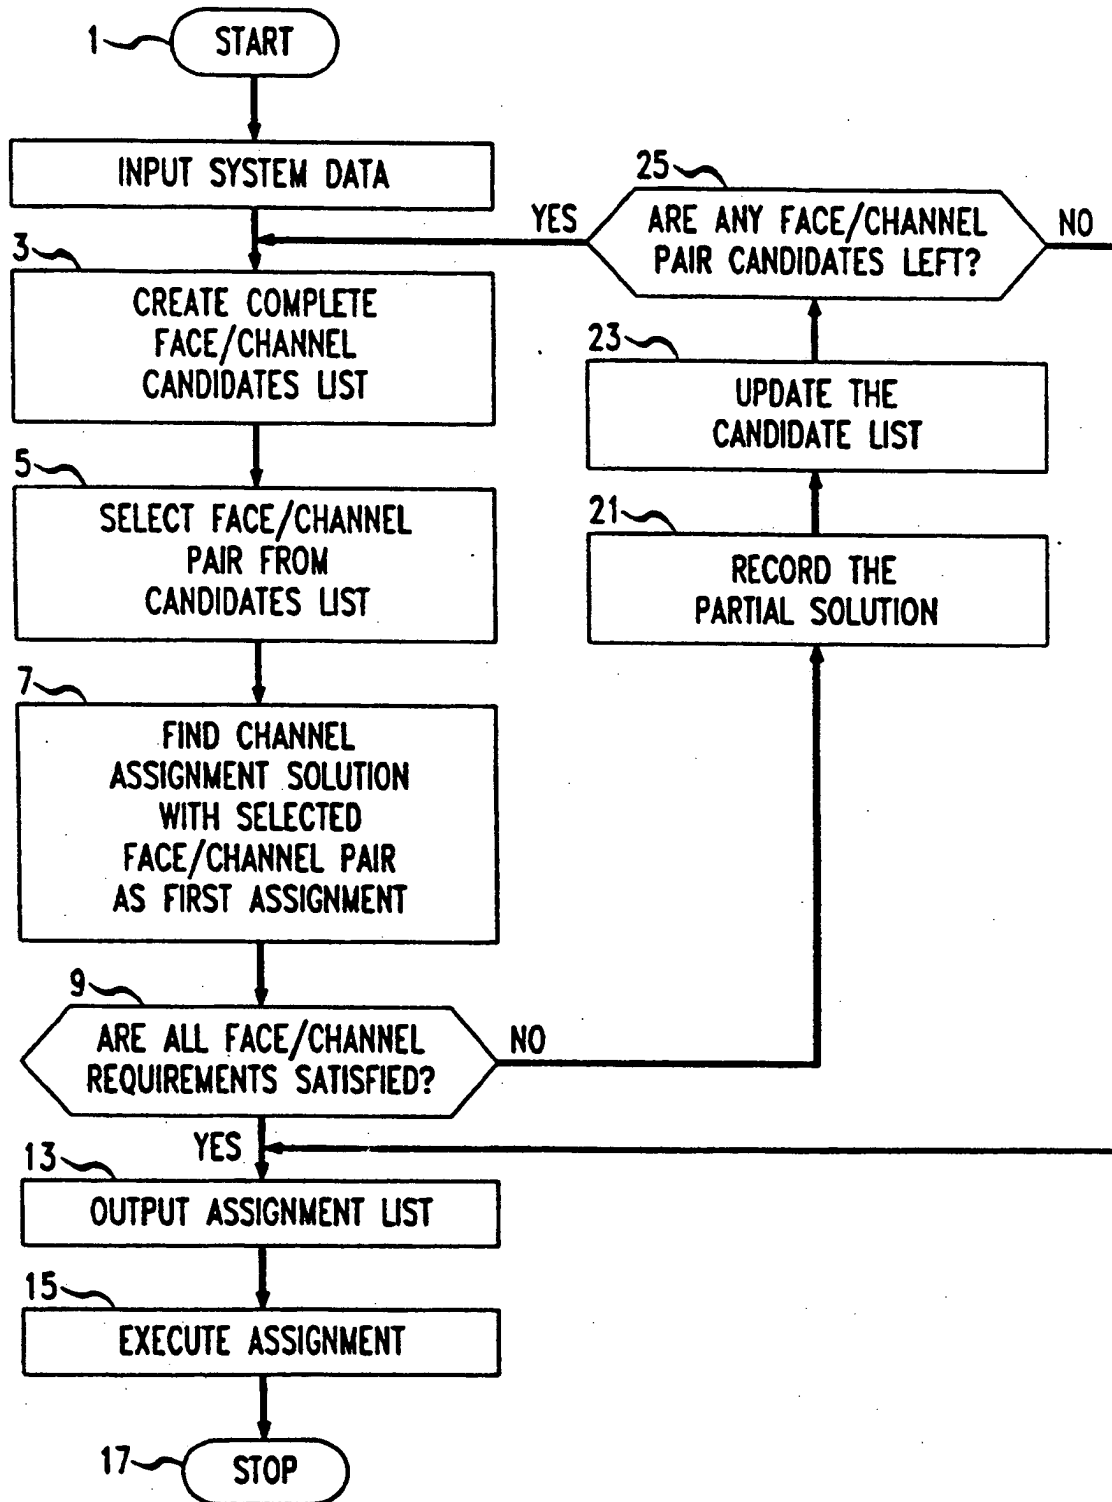 1
START
INPUT SYSTEM DATA
3
CREATE COMPLETE
FACE/CHANNEL
CANDIDATES LIST
5
SELECT FACE/CHANNEL
PAIR FROM
CANDIDATES LIST
7
FIND CHANNEL
ASSIGNMENT SOLUTION
WITH SELECTED
FACE/CHANNEL PAIR
AS FIRST ASSIGNMENT
9
ARE ALL FACE/CHANNEL
REQUIREMENTS SATISFIED?
NO
YES
13
OUTPUT ASSIGNMENT LIST
15
EXECUTE ASSIGNMENT
17
STOP
21
RECORD THE
PARTIAL SOLUTION
23
UPDATE THE
CANDIDATE LIST
25
ARE ANY FACE/CHANNEL
PAIR CANDIDATES LEFT?
YES
NO